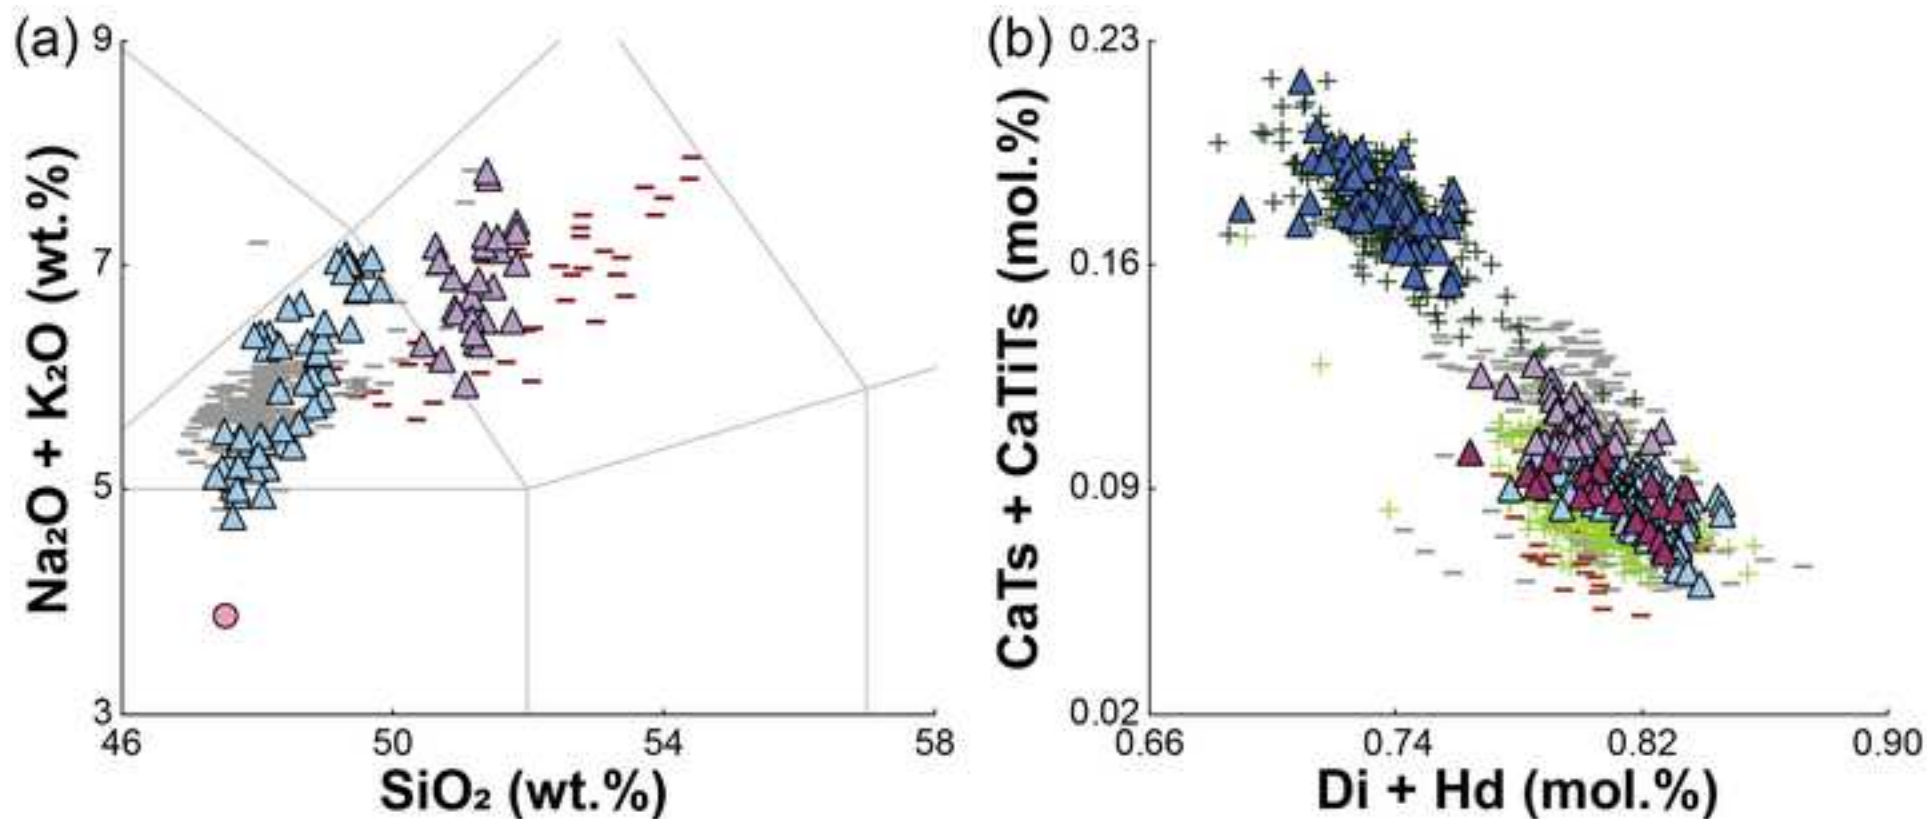 (a)
9
7
5
3
46
50
54
58
Na₂O + K₂O (wt.%)
SiO₂ (wt.%)
(b)
0.23
0.16
0.09
0.02
0.66
0.74
0.82
0.90
CaTs + CaTiTs (mol.%)
Di + Hd (mol.%)